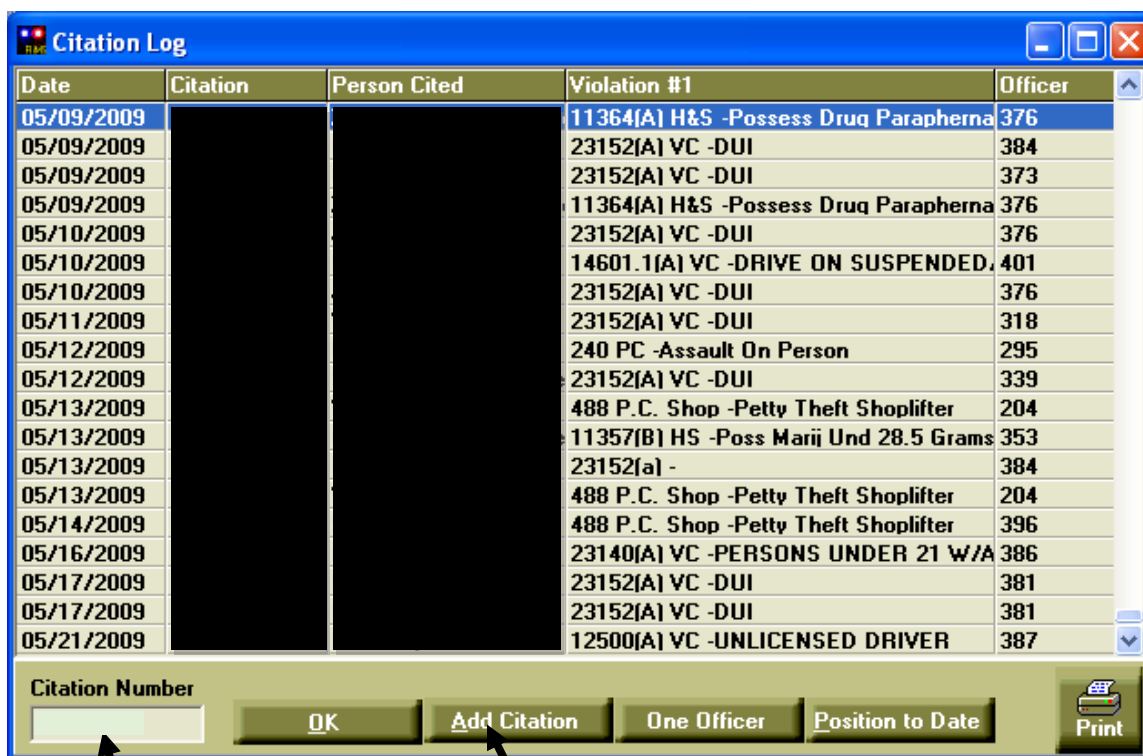 RMS Citation Log
Date Citation Person Cited Violation #1 Officer
05/09/2009 11364(A) H&S -Possess Drug Parapherna 376
05/09/2009 23152(A) VC -DUI 384
05/09/2009 23152(A) VC -DUI 373
05/09/2009 11364(A) H&S -Possess Drug Parapherna 376
05/10/2009 23152(A) VC -DUI 376
05/10/2009 14601.1(A) VC -DRIVE ON SUSPENDED 401
05/10/2009 23152(A) VC -DUI 376
05/11/2009 23152(A) VC -DUI 318
05/12/2009 240 PC -Assault On Person 295
05/12/2009 23152(A) VC -DUI 339
05/13/2009 488 P.C. Shop -Petty Theft Shoplifter 204
05/13/2009 11357(B) HS -Poss Marij Und 28.5 Grams 353
05/13/2009 23152(a) - 384
05/13/2009 488 P.C. Shop -Petty Theft Shoplifter 204
05/14/2009 488 P.C. Shop -Petty Theft Shoplifter 396
05/16/2009 23140(A) VC -PERSONS UNDER 21 W/A 386
05/17/2009 23152(A) VC -DUI 381
05/17/2009 23152(A) VC -DUI 381
05/21/2009 12500(A) VC -UNLICENSED DRIVER 387
Citation Number
OK Add Citation One Officer Position to Date Print